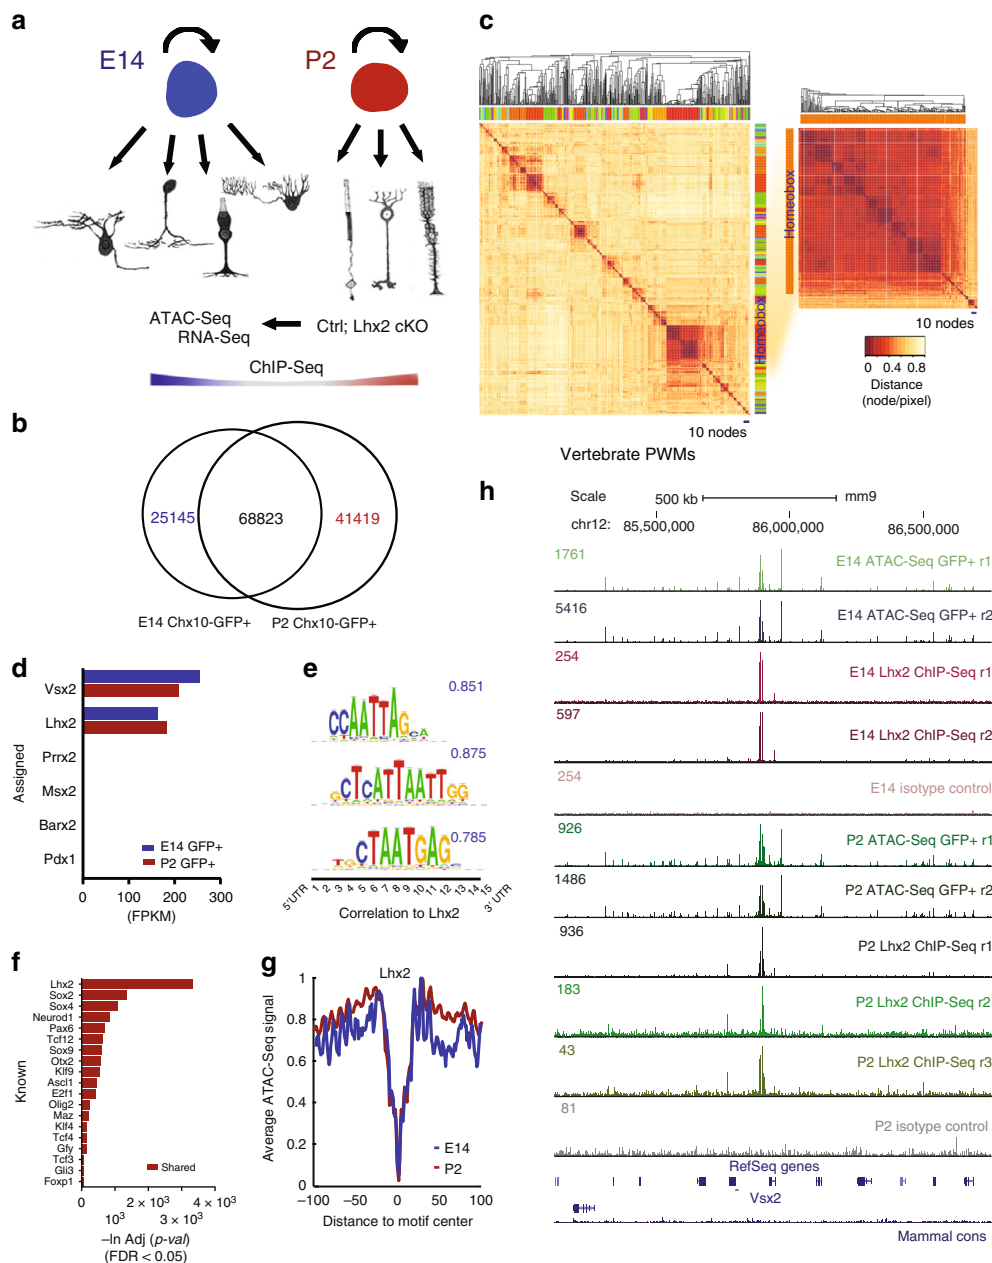 a
E14
P2
ATAC-Seq
RNA-Seq
Ctrl; Lhx2 cKO
ChIP-Seq
b
25145
68823
41419
E14 Chx10-GFP+
P2 Chx10-GFP+
c
Homeobox
Homeobox
10 nodes
10 nodes
0 0.4 0.8
Distance
(node/pixel)
Vertebrate PWMs
d
Assigned
Vsx2
Lhx2
Prrx2
Msx2
Barx2
Pdx1
E14 GFP+
P2 GFP+
0 100 200 300
(FPKM)
e
0.851
CCAATTAGCA
0.875
GCTCATTAATTGG
0.785
TGCTAATGAG
5'UTR 1 2 3 4 5 6 7 8 9 10 11 12 13 14 15 3' UTR
Correlation to Lhx2
f
Known
Lhx2
Sox2
Sox4
Neurod1
Pax6
Tcf12
Sox9
Otx2
Klf9
Ascl1
E2f1
Olig2
Maz
Klf4
Tcf4
Gfy
Tcf3
Gli3
Foxp1
Shared
0 2 × 10³ 4 × 10³
10³ 3 × 10³
–ln Adj (p-val)
(FDR < 0.05)
g
Lhx2
Average ATAC-Seq signal
1
0.8
0.6
0.4
0.2
0
E14
P2
–100 –50 0 50 100
Distance to motif center
h
Scale 500 kb mm9
chr12: 85,500,000 86,000,000 86,500,000
1761 E14 ATAC-Seq GFP+ r1
5416 E14 ATAC-Seq GFP+ r2
254 E14 Lhx2 ChIP-Seq r1
597 E14 Lhx2 ChIP-Seq r2
254 E14 isotype control
926 P2 ATAC-Seq GFP+ r1
1486 P2 ATAC-Seq GFP+ r2
936 P2 Lhx2 ChIP-Seq r1
183 P2 Lhx2 ChIP-Seq r2
43 P2 Lhx2 ChIP-Seq r3
81 P2 isotype control
RefSeq genes
Vsx2
Mammal cons